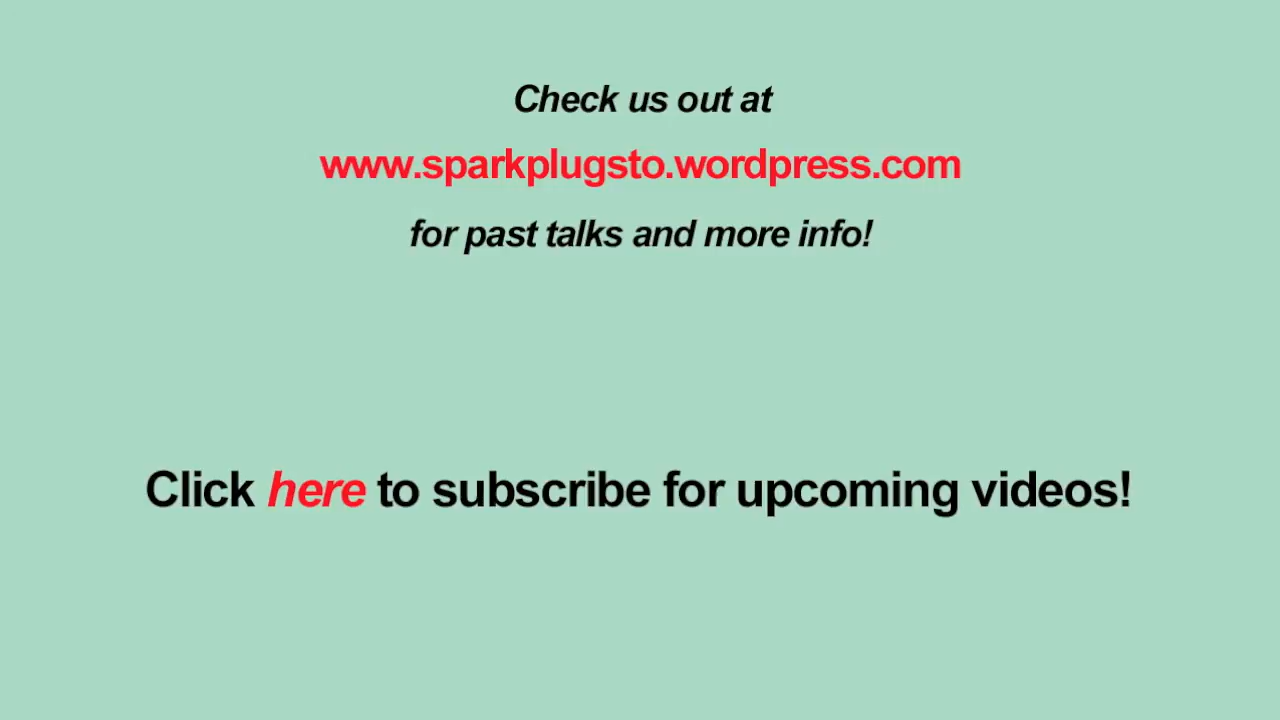 Check us out at
www.sparkplugsto.wordpress.com
for past talks and more info!
Click here to subscribe for upcoming videos!